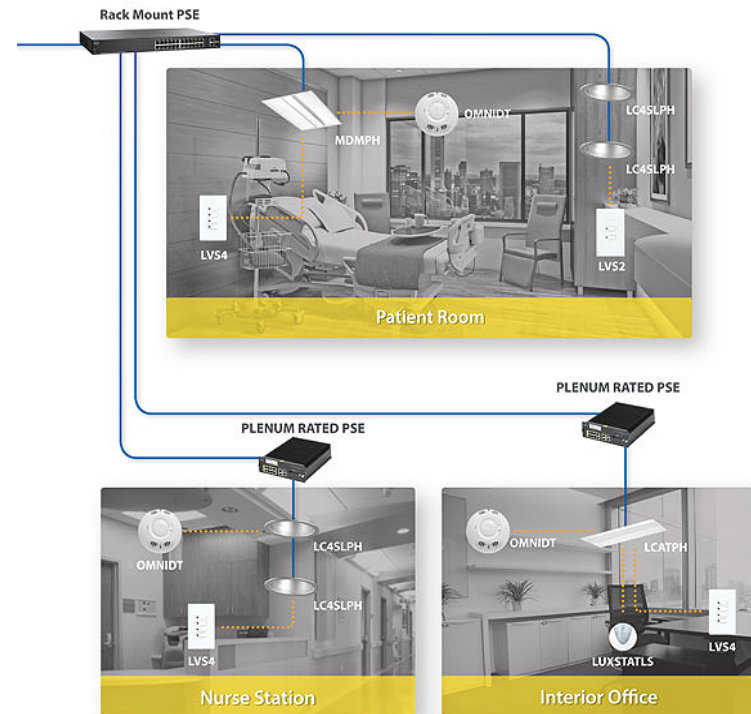 Rack Mount PSE
OMNIDT
MDMPH
LC4SLPH
LC4SLPH
LVS4
LVS2
Patient Room
PLENUM RATED PSE
PLENUM RATED PSE
OMNIDT
LC4SLPH
LC4SLPH
LVS4
Nurse Station
OMNIDT
LCATPH
LUXSTATLS
LVS4
Interior Office